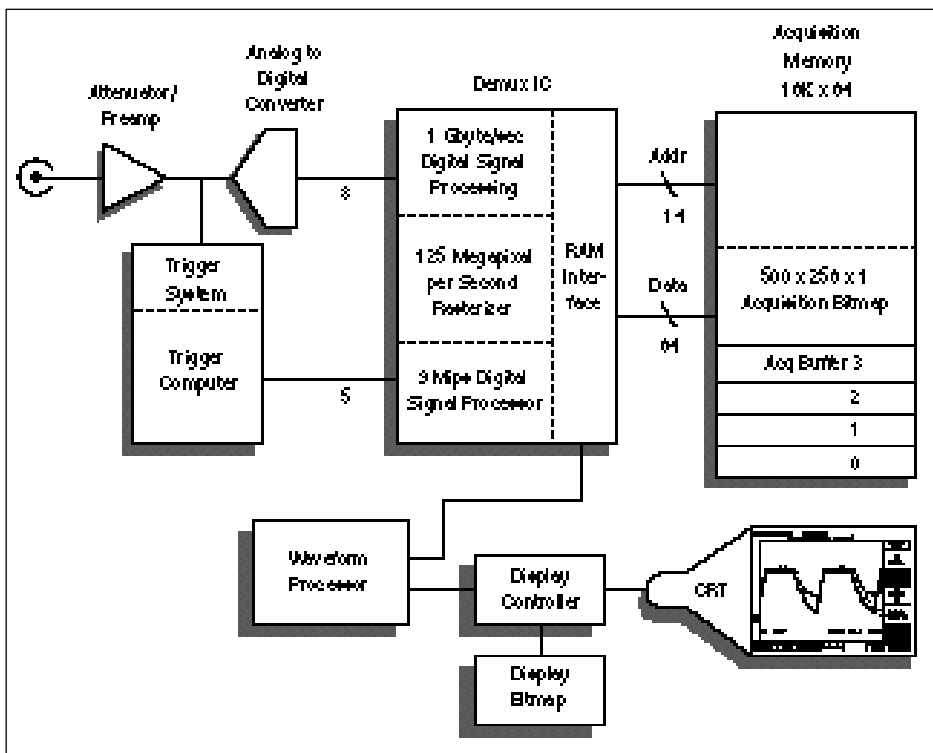 Attenuator/
Preamp
Analog to
Digital
Converter
8
Trigger
System
Trigger
Computer
5
Demux IC
1 Gbyte/sec
Digital Signal
Processing
125 Megapixel
per Second
Rasterizer
9 Mips Digital
Signal Processor
RAM
Inter-
face
Addr
14
Data
64
Acquisition
Memory
16K x 64
500 x 256 x 1
Acquisition Bitmap
Acq Buffer 3
2
1
0
Waveform
Processor
Display
Controller
Display
Bitmap
CRT